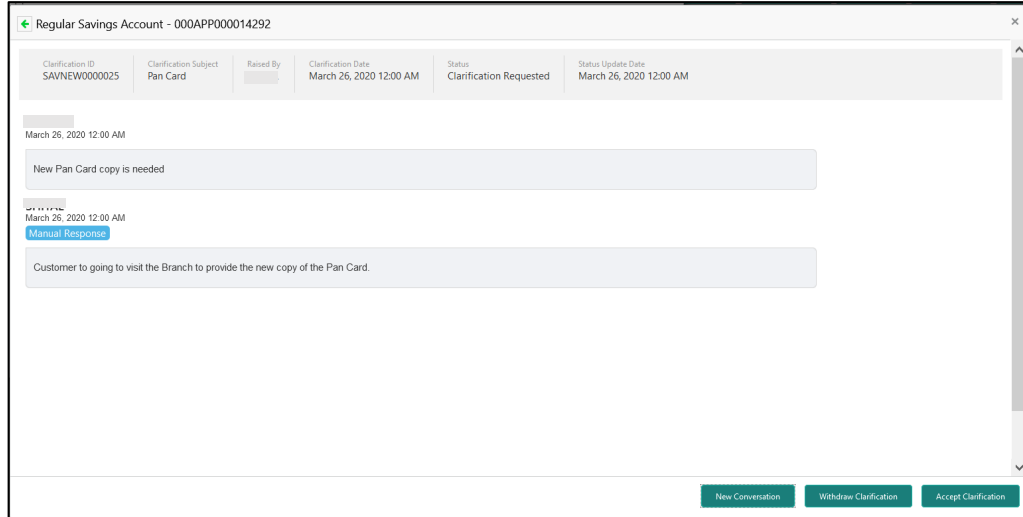 Regular Savings Account - 000APP000014292
Clarification ID Clarification Subject Raised By Clarification Date Status Status Update Date
SAVNEW0000025 Pan Card March 26, 2020 12:00 AM Clarification Requested March 26, 2020 12:00 AM
March 26, 2020 12:00 AM
New Pan Card copy is needed
March 26, 2020 12:00 AM
Manual Response
Customer to going to visit the Branch to provide the new copy of the Pan Card.
New Conversation Withdraw Clarification Accept Clarification